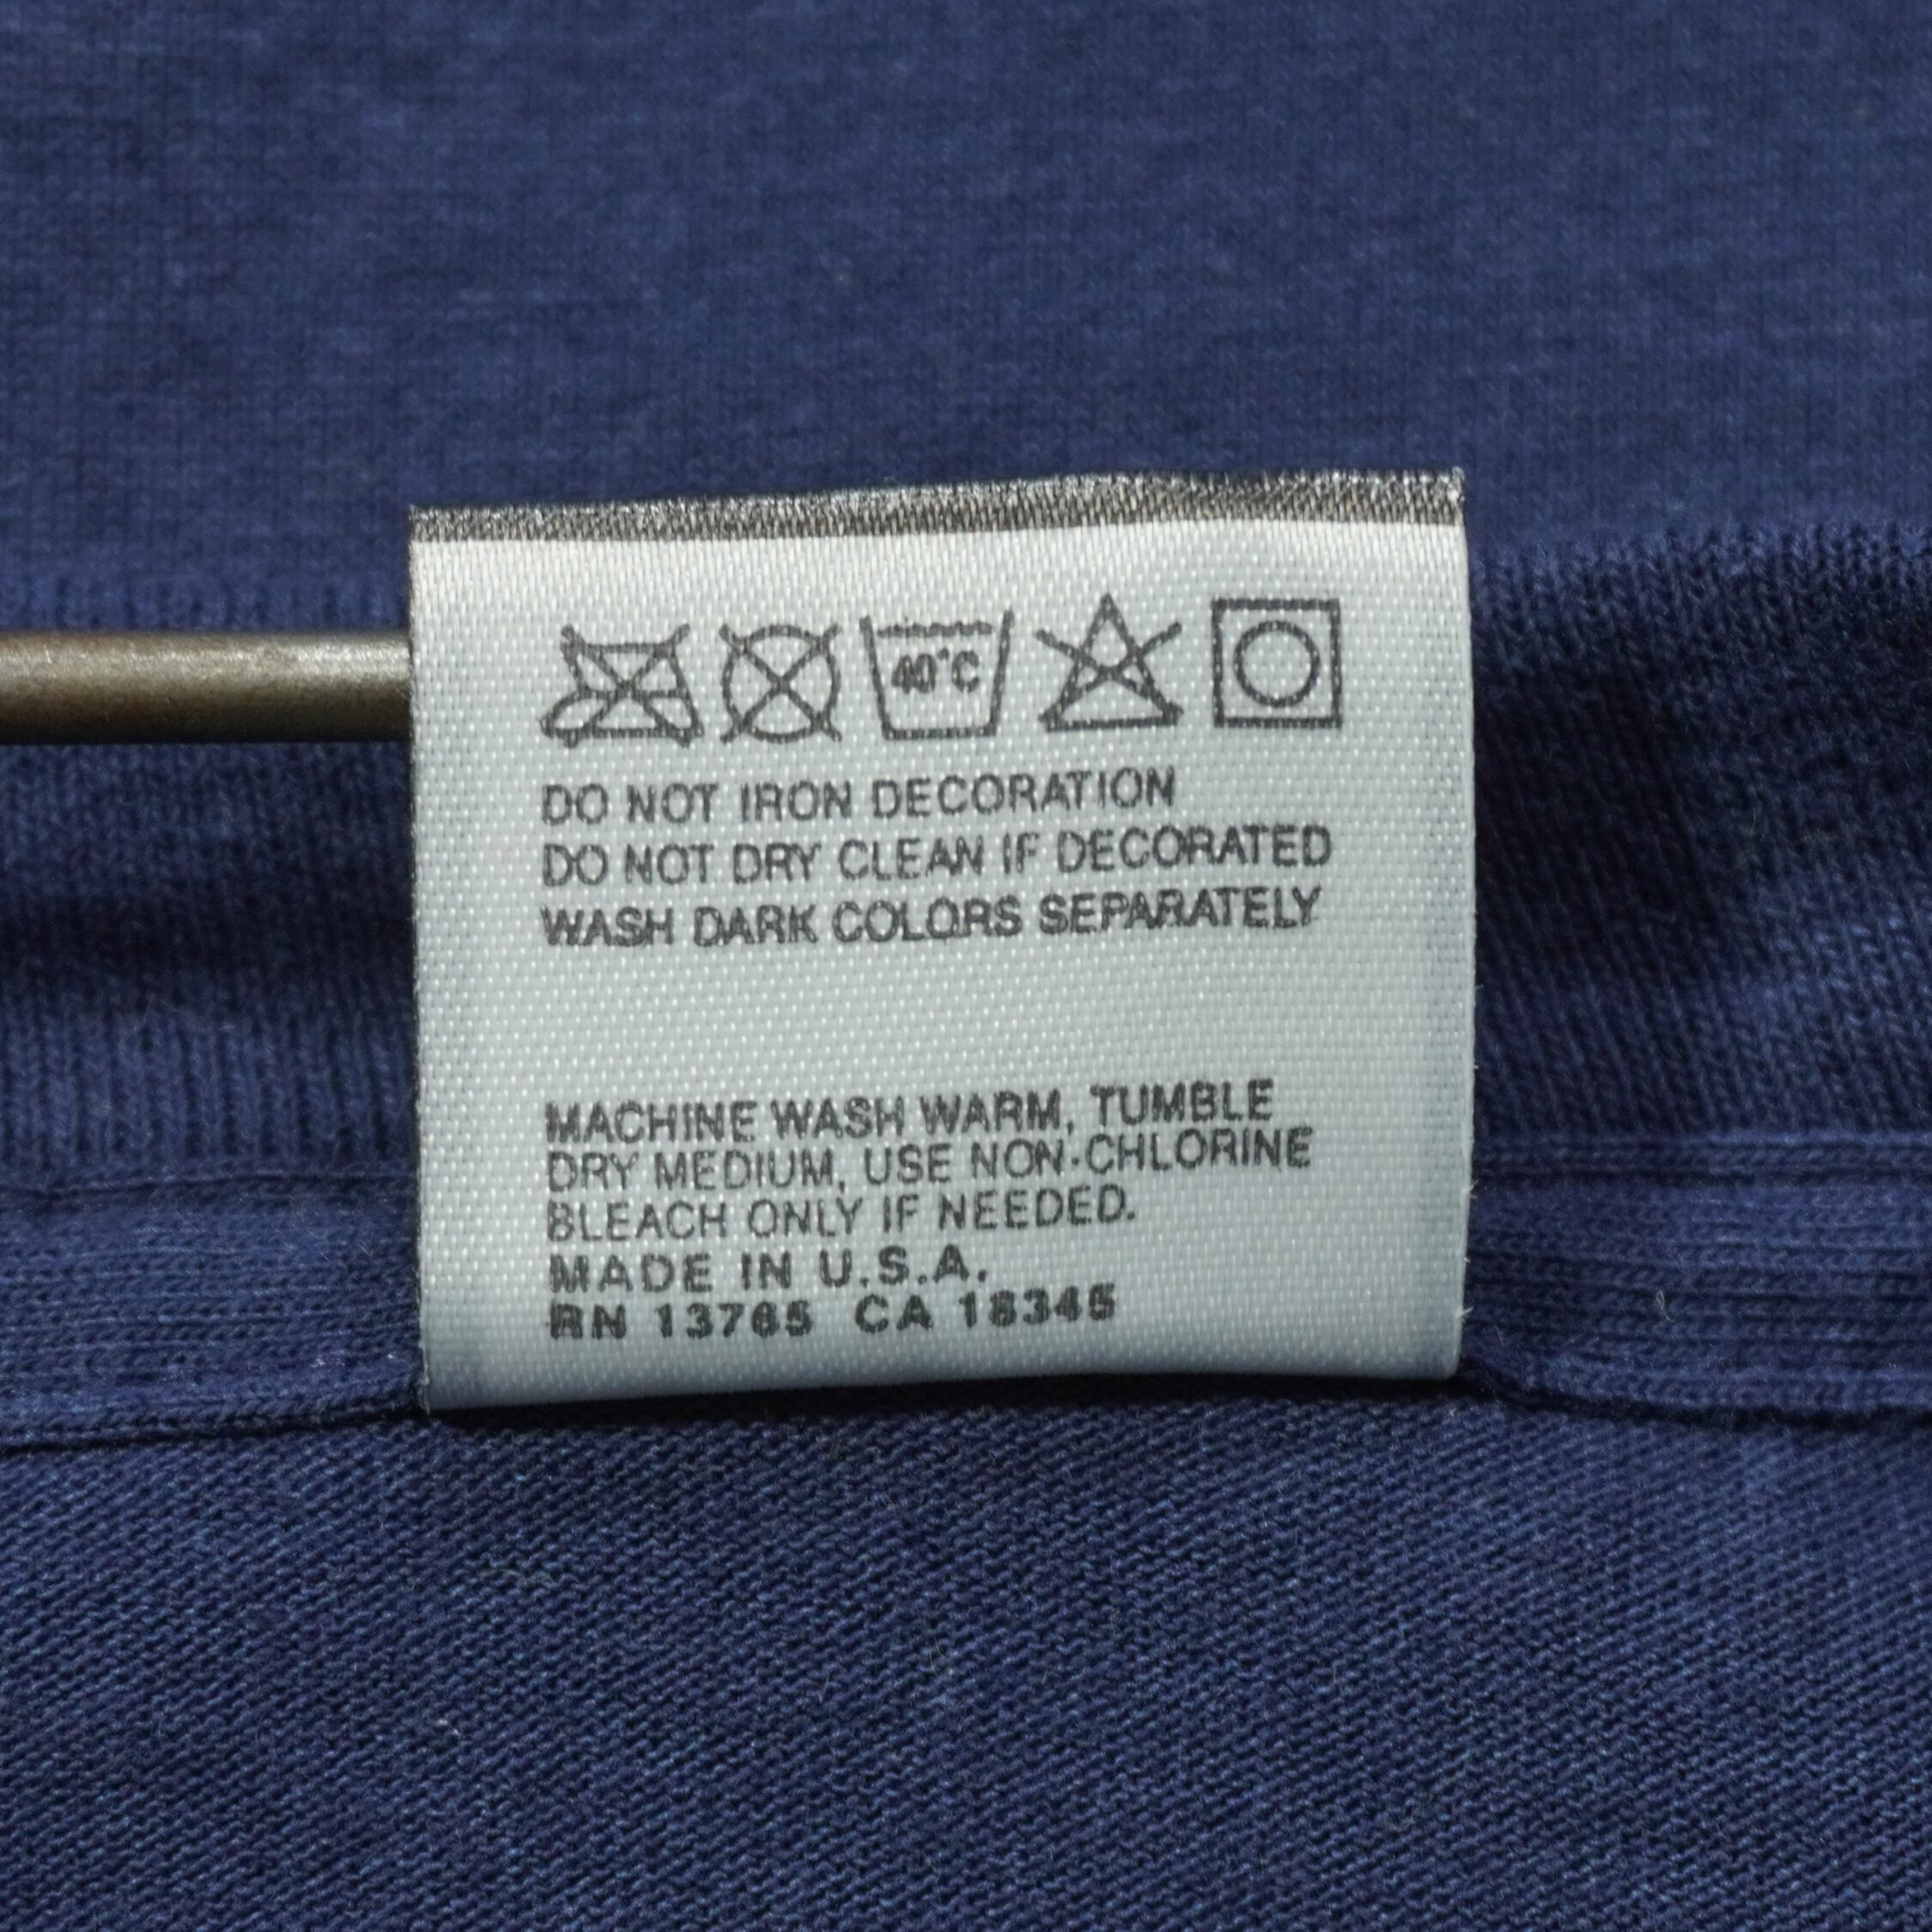 40°C
DO NOT IRON DECORATION
DO NOT DRY CLEAN IF DECORATED
WASH DARK COLORS SEPARATELY
MACHINE WASH WARM, TUMBLE
DRY MEDIUM, USE NON-CHLORINE
BLEACH ONLY IF NEEDED.
MADE IN U.S.A.
RN 13765 CA 18345